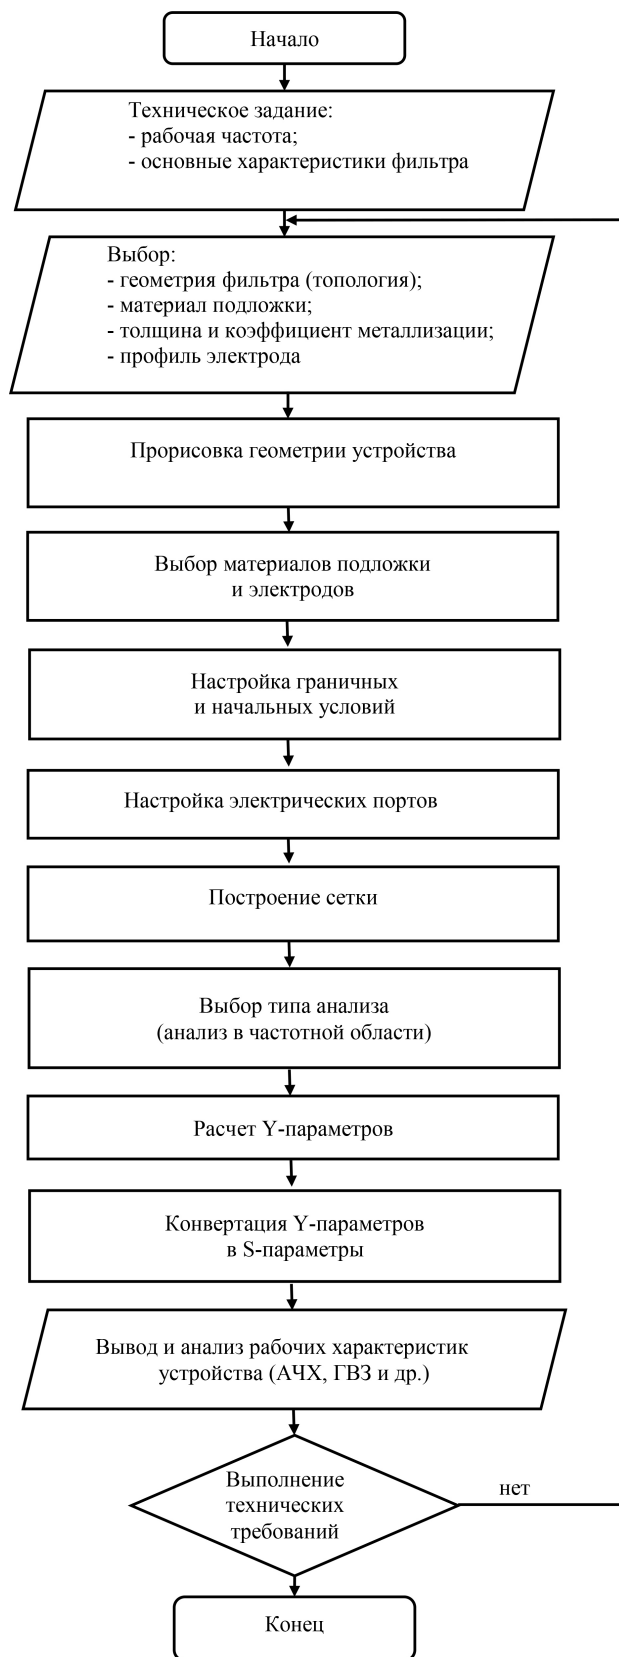 Начало
Техническое задание:
- рабочая частота;
- основные характеристики фильтра
Выбор:
- геометрия фильтра (топология);
- материал подложки;
- толщина и коэффициент металлизации;
- профиль электрода
Прорисовка геометрии устройства
Выбор материалов подложки
и электродов
Настройка граничных
и начальных условий
Настройка электрических портов
Построение сетки
Выбор типа анализа
(анализ в частотной области)
Расчет Y-параметров
Конвертация Y-параметров
в S-параметры
Вывод и анализ рабочих характеристик
устройства (АЧХ, ГВЗ и др.)
Выполнение
технических
требований
нет
Конец